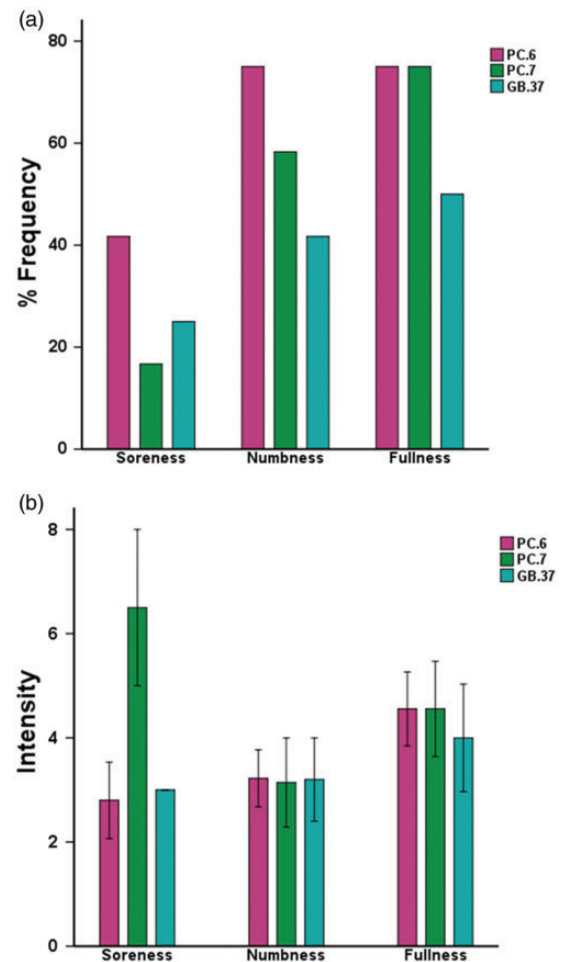 (a)
80
60
40
20
0
% Frequency
PC.6
PC.7
GB.37
Soreness Numbness Fullness
(b)
8
6
4
2
0
Intensity
PC.6
PC.7
GB.37
Soreness Numbness Fullness